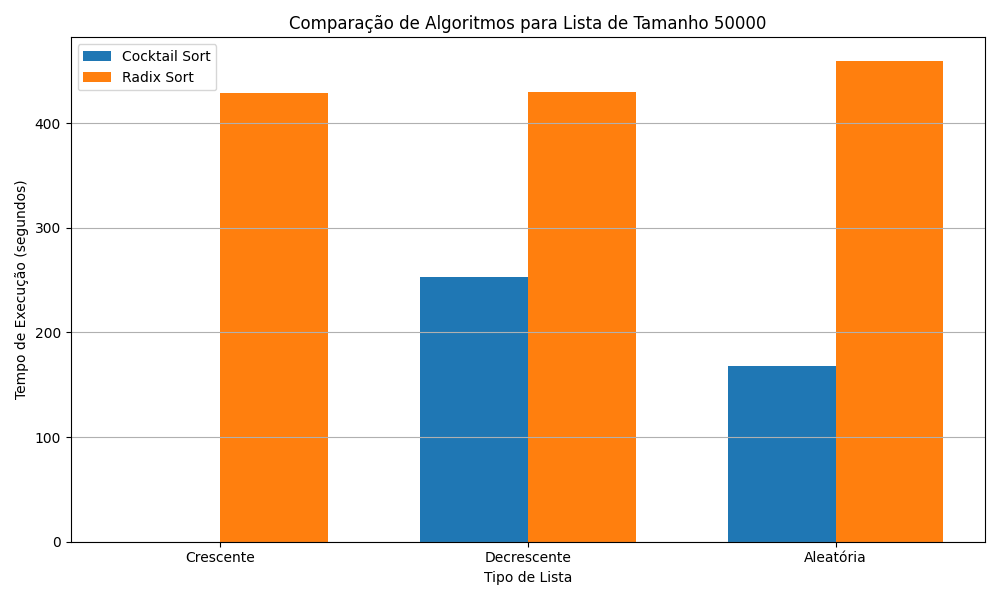 Comparação de Algoritmos para Lista de Tamanho 50000
Cocktail Sort
Radix Sort
Tempo de Execução (segundos)
400
300
200
100
0
Crescente
Decrescente
Aleatória
Tipo de Lista